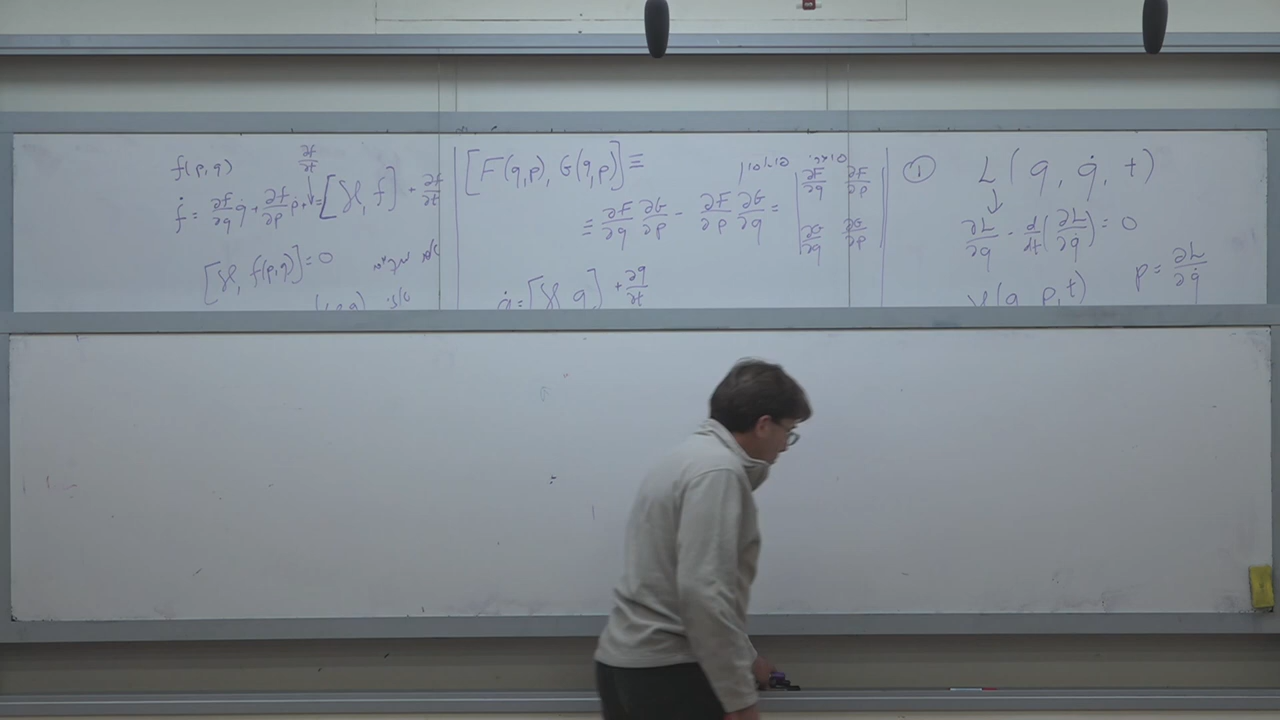 ① L(q, q̇, t)
↓
∂L/∂q - d/dt(∂L/∂q̇) = 0
p = ∂L/∂q̇
H(q, p, t)
[F(q,p), G(q,p)] ≡
≡ ∂F/∂q ∂G/∂p - ∂F/∂p ∂G/∂q = | ∂F/∂q ∂F/∂p
∂G/∂q ∂G/∂p |
q̇ = [H, q] + ∂q/∂t
f(p,q)
∂f/∂t
ḟ = ∂f/∂q q̇ + ∂f/∂p ṗ + = [H, f] + ∂f/∂t
[H, f(p,q)] = 0